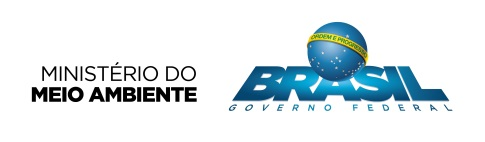 MINISTÉRIO DO
MEIO AMBIENTE
ORDEM E PROGRESSO
BRASIL
GOVERNO FEDERAL